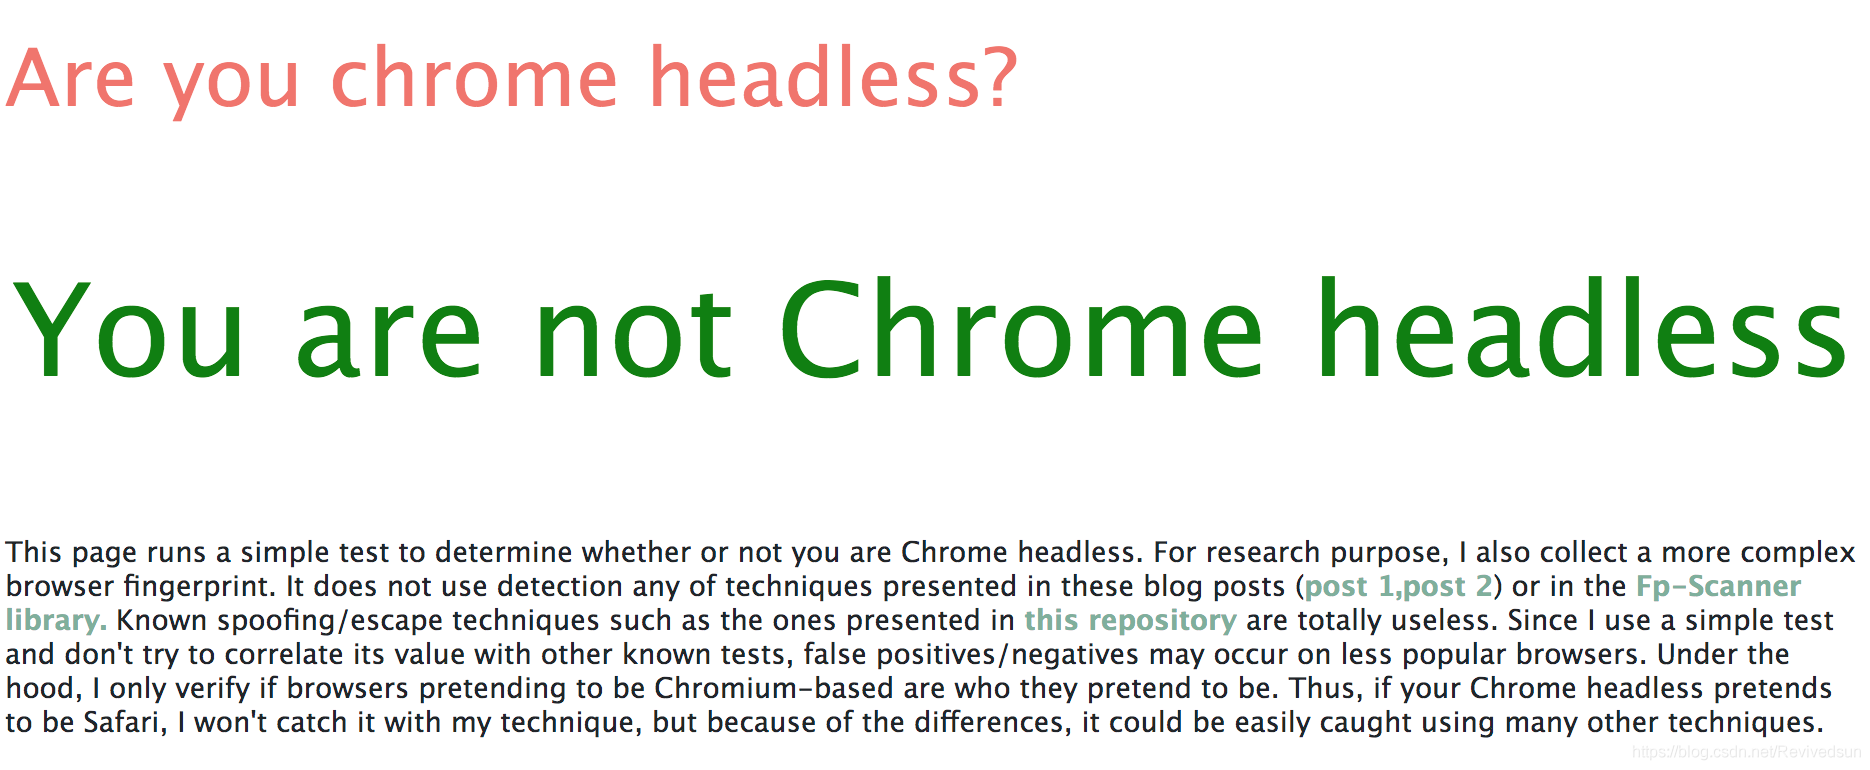 Are you chrome headless?
You are not Chrome headless
This page runs a simple test to determine whether or not you are Chrome headless. For research purpose, I also collect a more complex
browser fingerprint. It does not use detection any of techniques presented in these blog posts (post 1,post 2) or in the Fp-Scanner
library. Known spoofing/escape techniques such as the ones presented in this repository are totally useless. Since I use a simple test
and don't try to correlate its value with other known tests, false positives/negatives may occur on less popular browsers. Under the
hood, I only verify if browsers pretending to be Chromium-based are who they pretend to be. Thus, if your Chrome headless pretends
to be Safari, I won't catch it with my technique, but because of the differences, it could be easily caught using many other techniques.
https://blog.csdn.net/Revivedsun